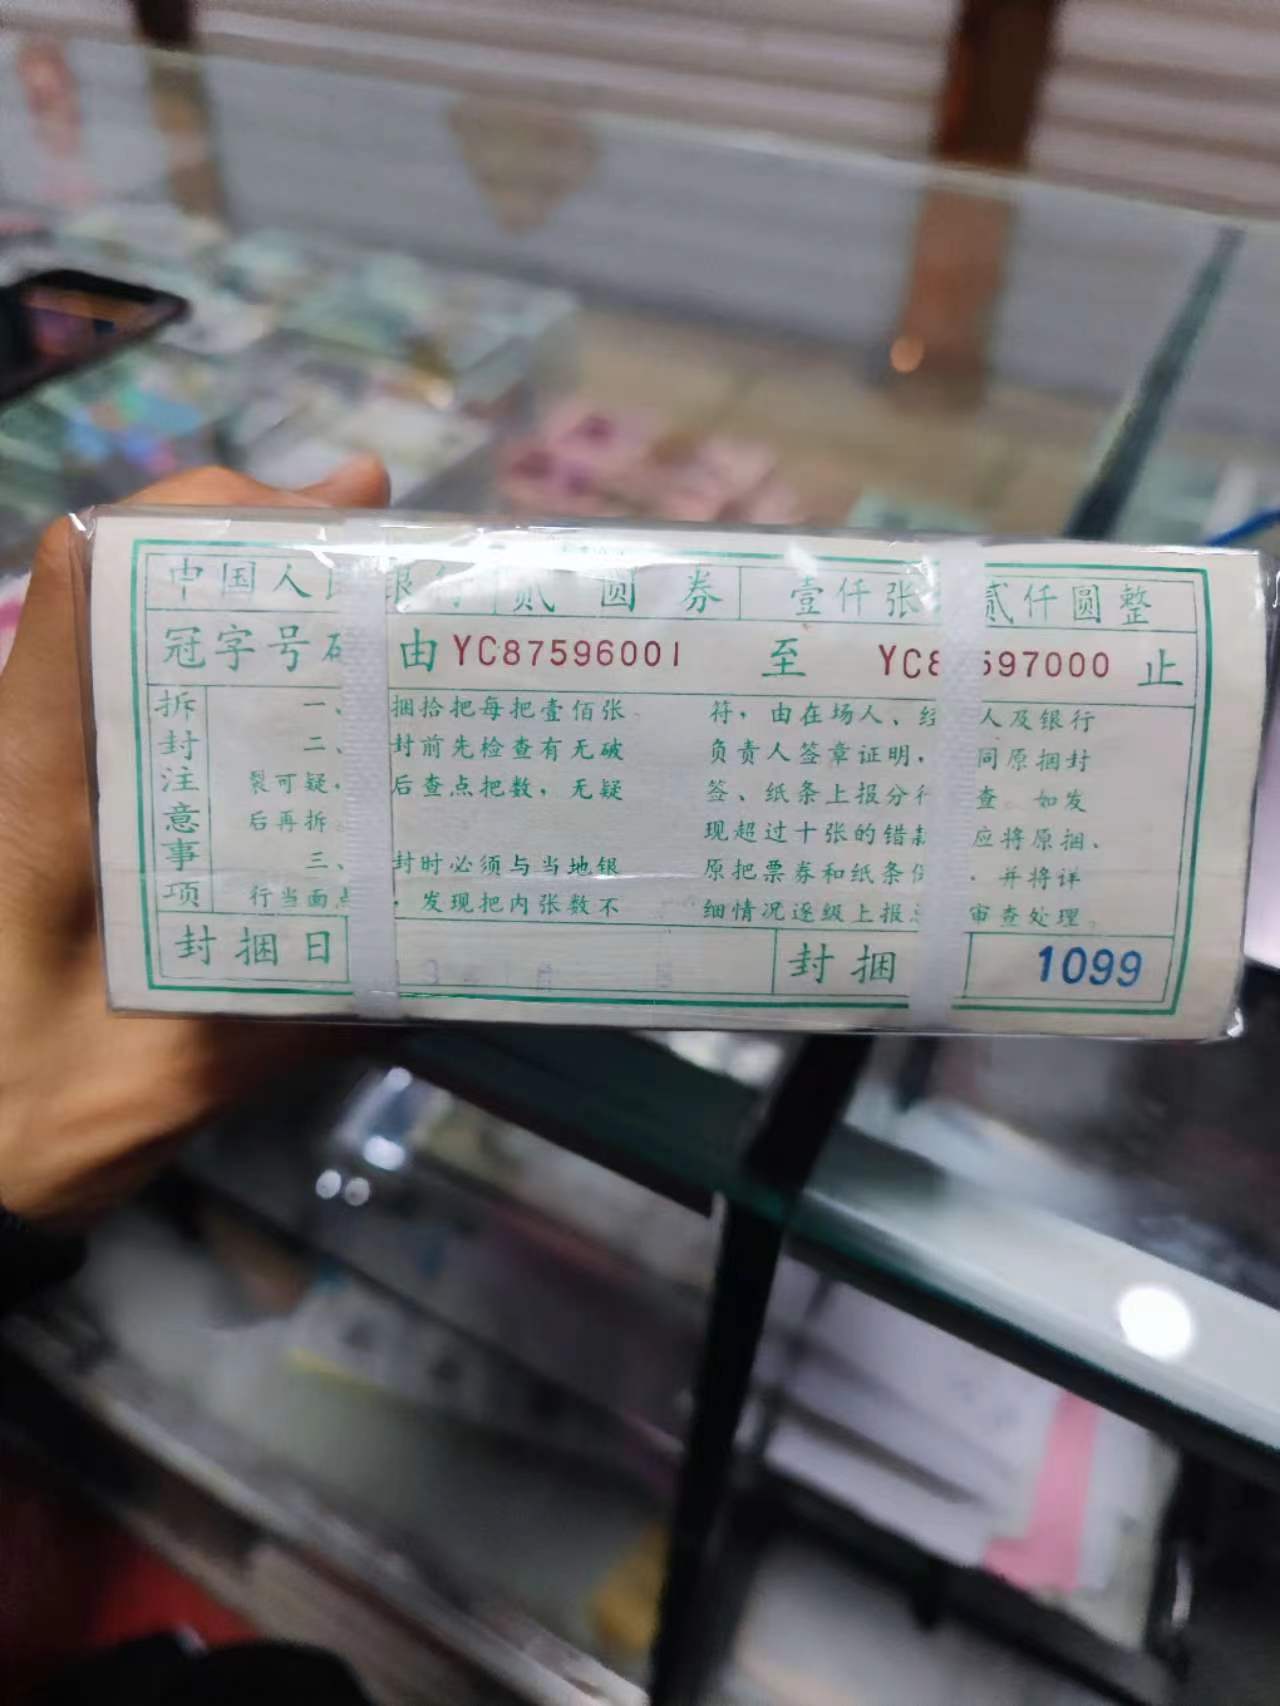 中国人 银行 贰圆券 壹仟张 贰仟圆整
冠字号码 由 YC87596001 至 YC8 597000 止
拆封注意事项
一、 捆拾把每把壹佰张
二、 封前先检查有无破
裂可疑, 后查点把数,无疑
后再拆
三、 封时必须与当地银
行当面点 ,发现把内张数不
符,由在场人、经 人及银行
负责人签章证明, 同原捆封
签、纸条上报分行 查 如发
现超过十张的错款 应将原捆、
原把票券和纸条 ,并将详
细情况逐级上报 审查处理
封捆日 封捆 1099